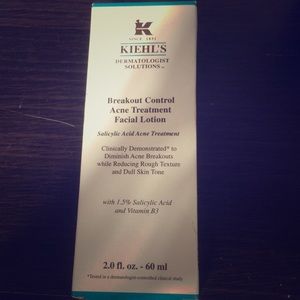 K
SINCE 1851
KIEHL'S
DERMATOLOGIST
SOLUTIONS™
Breakout Control
Acne Treatment
Facial Lotion
Salicylic Acid Acne Treatment
Clinically Demonstrated* to
Diminish Acne Breakouts
while Reducing Rough Texture
and Dull Skin Tone
with 1.5% Salicylic Acid
and Vitamin B3
2.0 fl. oz. - 60 ml
*Tested in a dermatologist-controlled clinical study